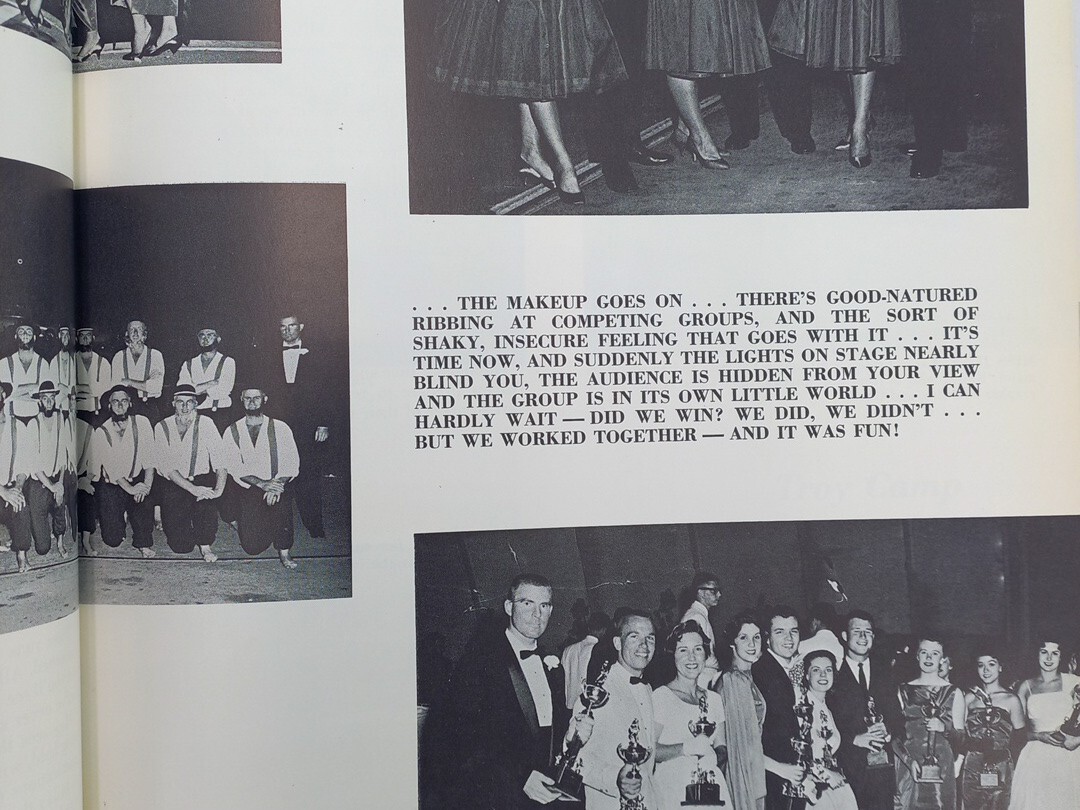 . . . THE MAKEUP GOES ON . . . THERE'S GOOD-NATURED
RIBBING AT COMPETING GROUPS, AND THE SORT OF
SHAKY, INSECURE FEELING THAT GOES WITH IT . . . IT'S
TIME NOW, AND SUDDENLY THE LIGHTS ON STAGE NEARLY
BLIND YOU, THE AUDIENCE IS HIDDEN FROM YOUR VIEW
AND THE GROUP IS IN ITS OWN LITTLE WORLD . . . I CAN
HARDLY WAIT — DID WE WIN? WE DID, WE DIDN'T . . .
BUT WE WORKED TOGETHER — AND IT WAS FUN!